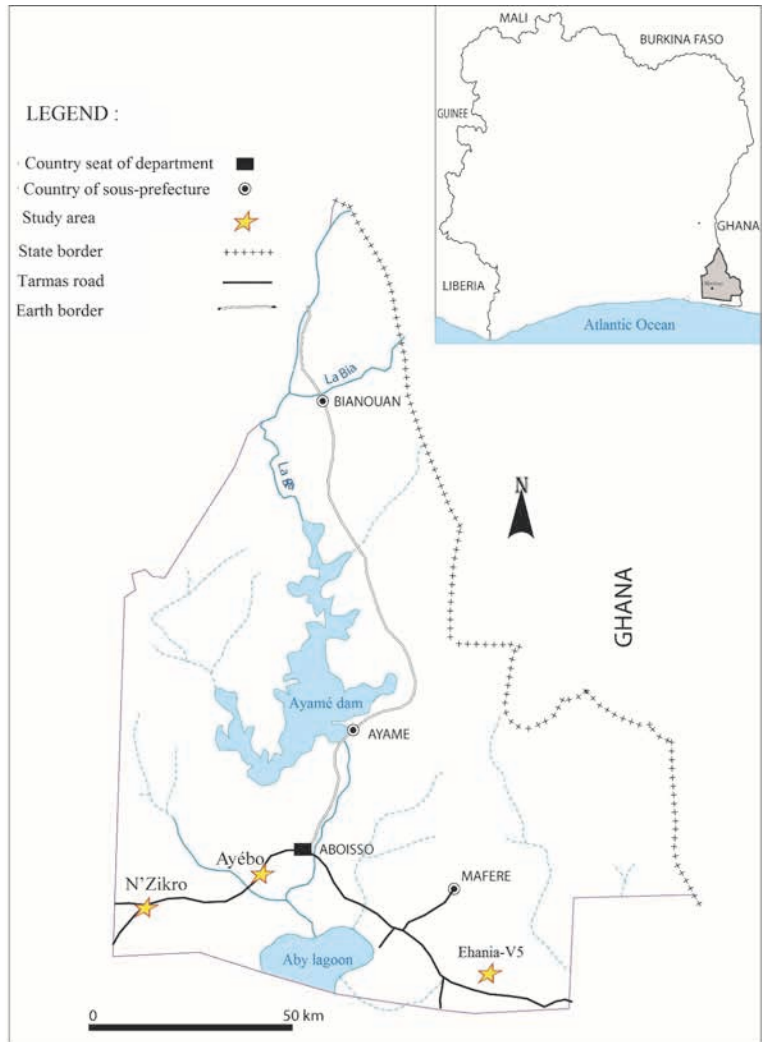 MALI
BURKINA FASO
GUINEE
GHANA
LIBERIA
Atlantic Ocean
LEGEND :
Country seat of department
Country of sous-prefecture
Study area
State border
Tarmas road
Earth border
La Bia
BIANOUAN
La
N
GHANA
Ayamé dam
AYAME
ABOISSO
Ayébo
N'Zikro
MAFERE
Ehania-V5
Aby lagoon
0
50 km